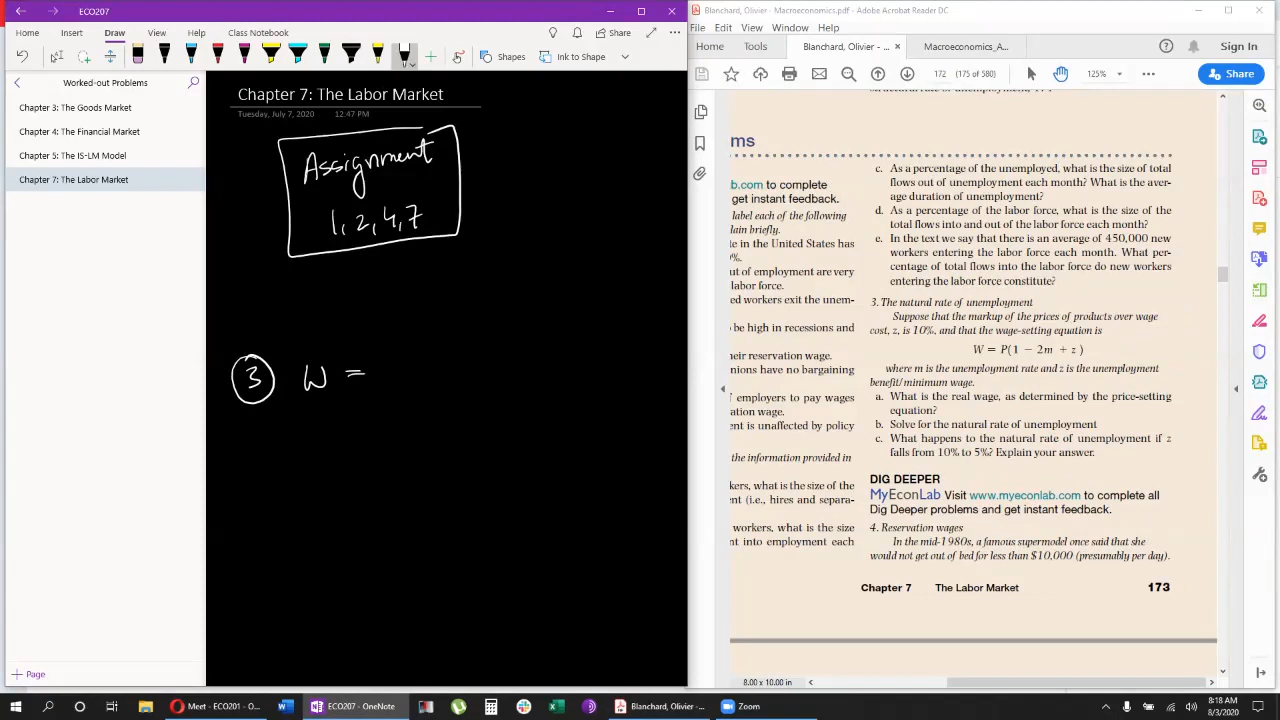 ECO207
Home Insert Draw View Help Class Notebook Share
Shapes Ink to Shape
Worked-out Problems
Chapter 3: The Goods Market
Chapter 4: The Financial Market
Chapter 5: The IS-LM Model
Chapter 7: The Labor Market
Page
Chapter 7: The Labor Market
Tuesday, July 7, 2020 12:47 PM
Assignment
1, 2, 4, 7
3 W =
Blanchard, Olivier - Macroeconomics.pdf - Adobe Acrobat Reader DC
File Edit View Window Help
Home Tools Blanchard, Olivier - ... × Macroeconomics_A... Sign In
172 (175 of 580) 125% Share
ms
b.com to complete
get instant feedback.
label each of the following
lain briefly.
te in the United States has
%.
ut of employment are very
labor force.
ed workers exit the unem-
o be high in recessions and
heir reservation wage.
nions have no bargaining
f employers to pay wages
ation wage.
ent is unaffected by policy
the information provided in
kers, what is the size of the
ent (i.e., hires and separa-
workers, what is the size
nt into employment each
c. As a percentage of the unemployed, what is the size of total
flows out of unemployment each month? What is the aver-
age duration of unemployment?
d. As a percentage of the labor force, what is the size of the
total flows into and out of the labor force each month?
e. In the text we say that there is an average of 450,000 new
workers entering the labor force each month. What per-
centage of total flows into the labor force do new workers
entering the labor force constitute?
3. The natural rate of unemployment
Suppose that the markup of the prices of products over wage
cost, z, is 10%, and that the wage-setting equation is
W = P(1 − 2m + z )
where m is the unemployment rate and z is the unemployment
benefit/minimum wage.
a. What is the real wage, as determined by the price-setting
equation?
b. Solve for the natural rate of unemployment
c. What happens to the natural rate of unemployment if z
falls from 10% to 5%? Explain your answer.
DIG DEEPER
MyEconLab Visit www.myeconlab.com to complete all
Dig Deeper problems and get instant feedback.
4. Reservation wages
In the mid-1980s, a famous supermodel once said that she
would not get out of bed for less than $10,000 (presumably per day).
Chapter 7 The Labor Market 173
8.00 x 10.00 in
Meet - ECO201 - O... ECO207 - OneNote Blanchard, Olivier - ... Zoom
8:18 AM
8/3/2020